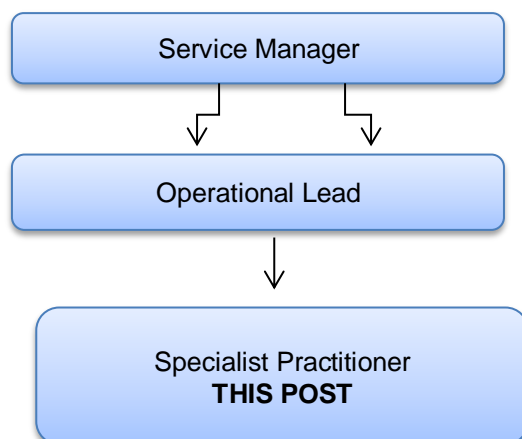 Service Manager
Operational Lead
Specialist Practitioner
THIS POST